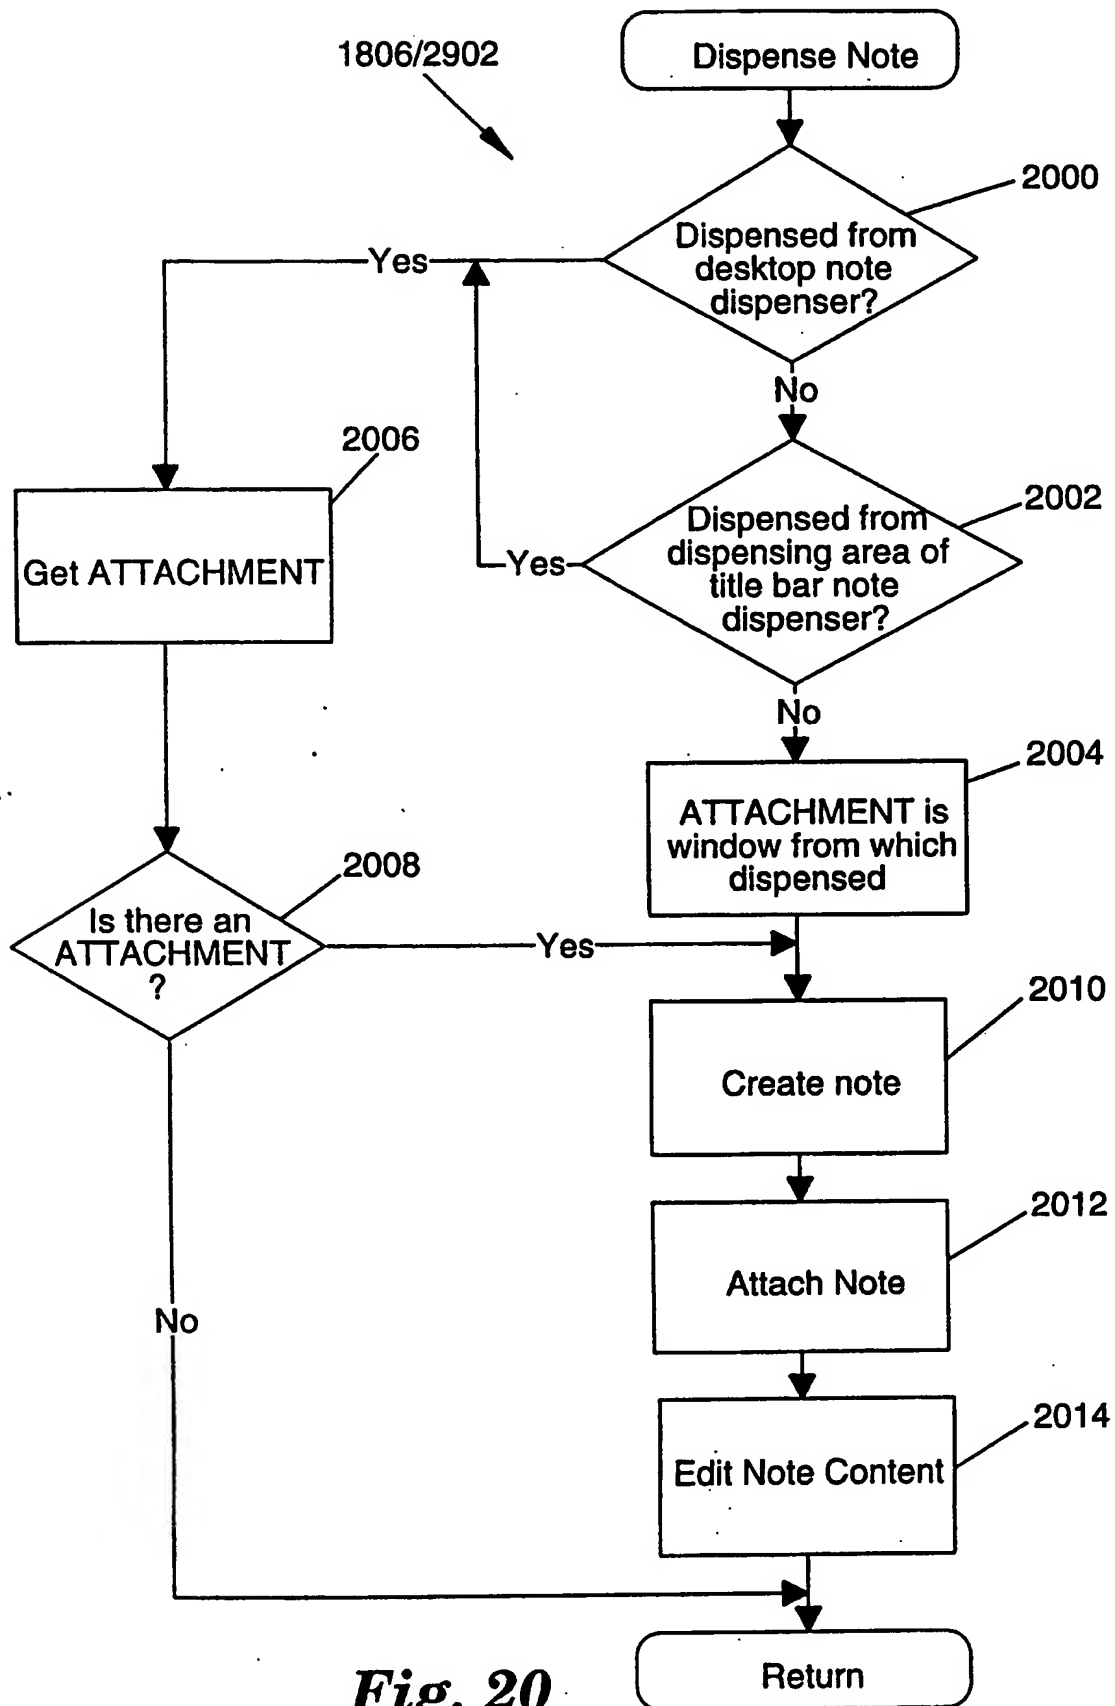 1806/2902
Dispense Note
2000
Dispensed from
desktop note
dispenser?
Yes
No
2006
2002
Dispensed from
dispensing area of
title bar note
dispenser?
Yes
Get ATTACHMENT
No
2004
ATTACHMENT is
window from which
dispensed
2008
Is there an
ATTACHMENT
?
Yes
2010
Create note
2012
Attach Note
No
2014
Edit Note Content
Return
Fig. 20